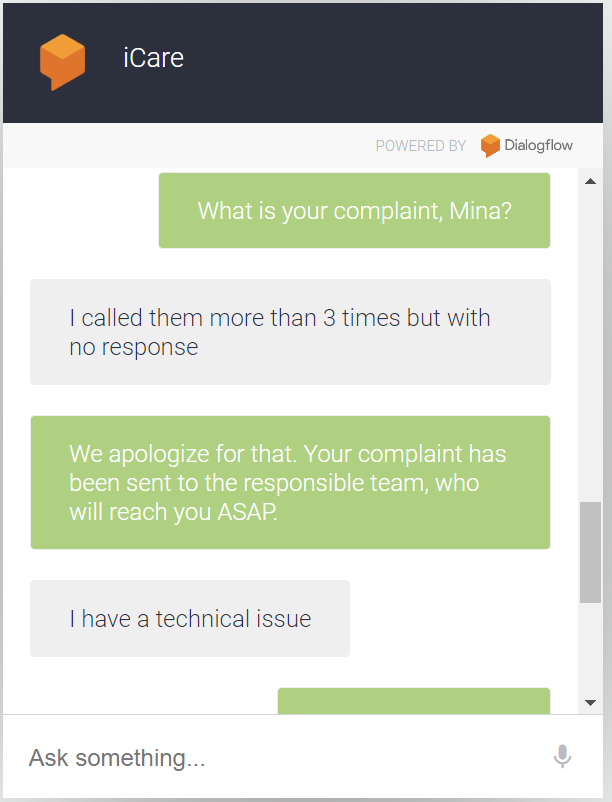 iCare
POWERED BY Dialogflow
What is your complaint, Mina?
I called them more than 3 times but with
no response
We apologize for that. Your complaint has
been sent to the responsible team, who
will reach you ASAP.
I have a technical issue
Ask something...